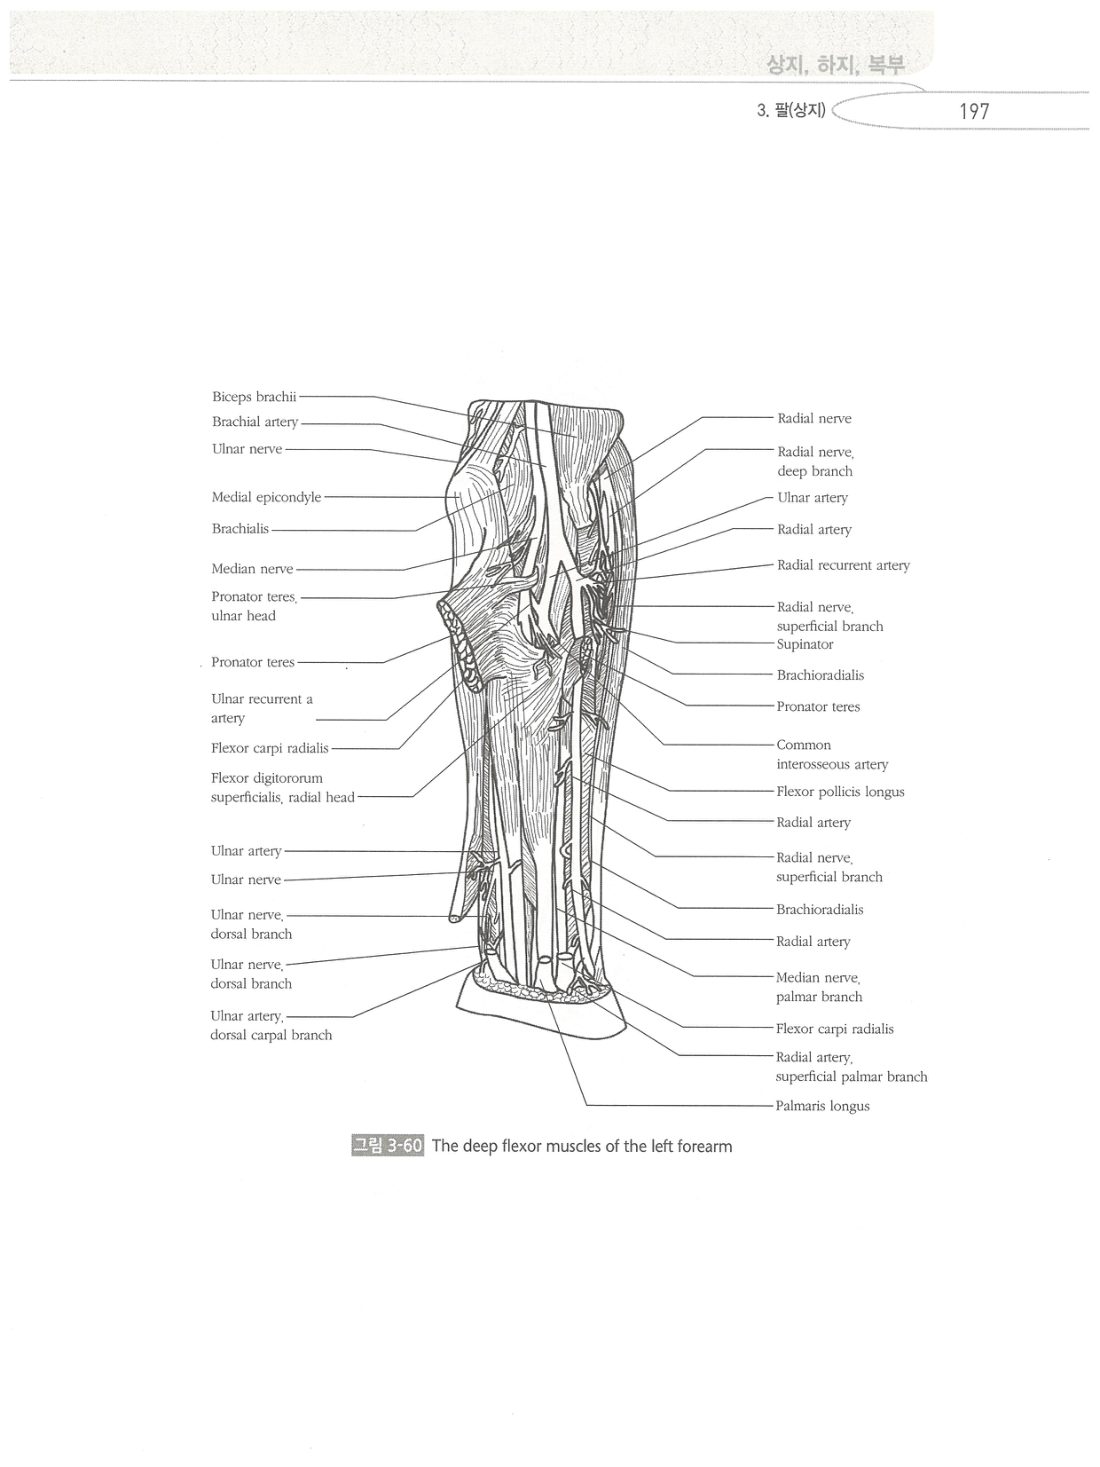 상지, 하지, 복부
3. 팔(상지)
197
Biceps brachii
Brachial artery
Ulnar nerve
Medial epicondyle
Brachialis
Median nerve
Pronator teres,
ulnar head
Pronator teres
Ulnar recurrent a
artery
Flexor carpi radialis
Flexor digitororum
superficialis, radial head
Ulnar artery
Ulnar nerve
Ulnar nerve,
dorsal branch
Ulnar nerve,
dorsal branch
Ulnar artery,
dorsal carpal branch
Radial nerve
Radial nerve,
deep branch
Ulnar artery
Radial artery
Radial recurrent artery
Radial nerve,
superficial branch
Supinator
Brachioradialis
Pronator teres
Common
interosseous artery
Flexor pollicis longus
Radial artery
Radial nerve,
superficial branch
Brachioradialis
Radial artery
Median nerve,
palmar branch
Flexor carpi radialis
Radial artery,
superficial palmar branch
Palmaris longus
그림 3-60 The deep flexor muscles of the left forearm